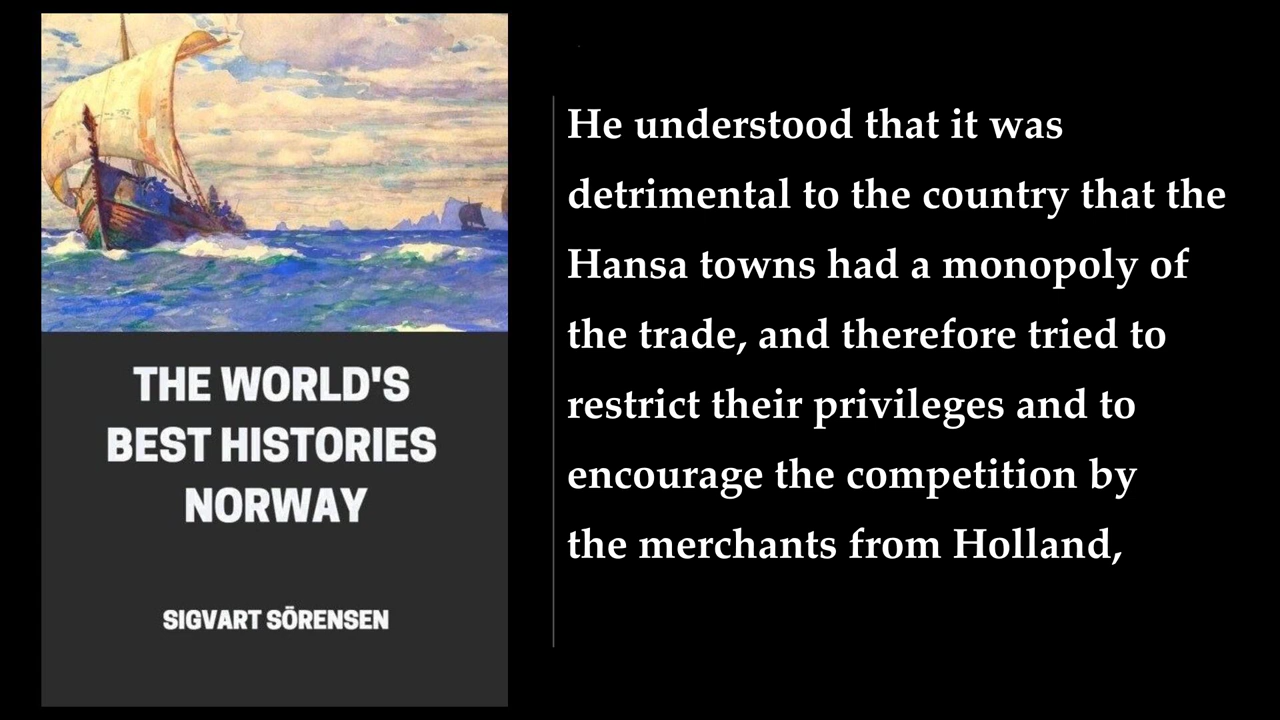 THE WORLD'S
BEST HISTORIES
NORWAY
SIGVART SÖRENSEN
He understood that it was
detrimental to the country that the
Hansa towns had a monopoly of
the trade, and therefore tried to
restrict their privileges and to
encourage the competition by
the merchants from Holland,